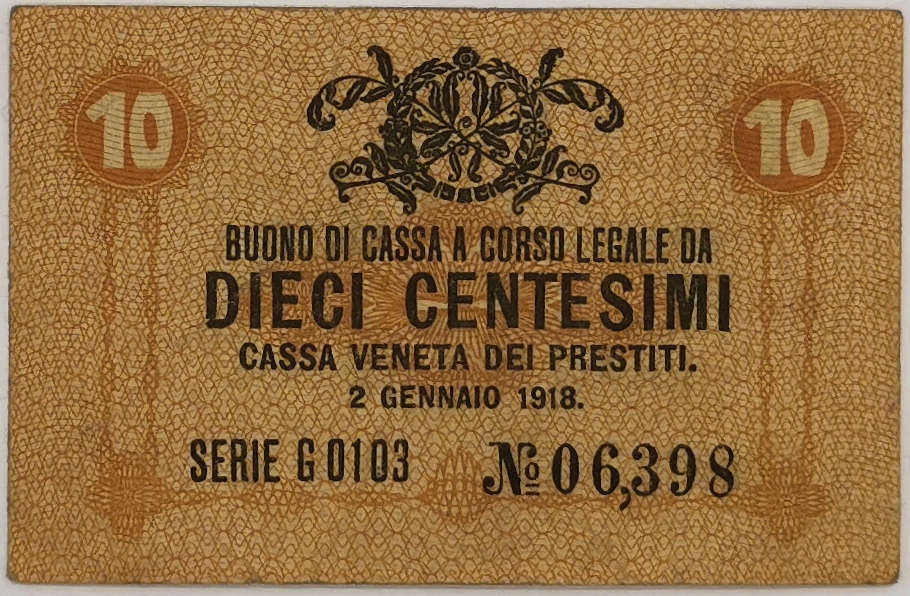 10 10
BUONO DI CASSA A CORSO LEGALE DA
DIECI CENTESIMI
CASSA VENETA DEI PRESTITI.
2 GENNAIO 1918.
SERIE G 0103 № 06,398